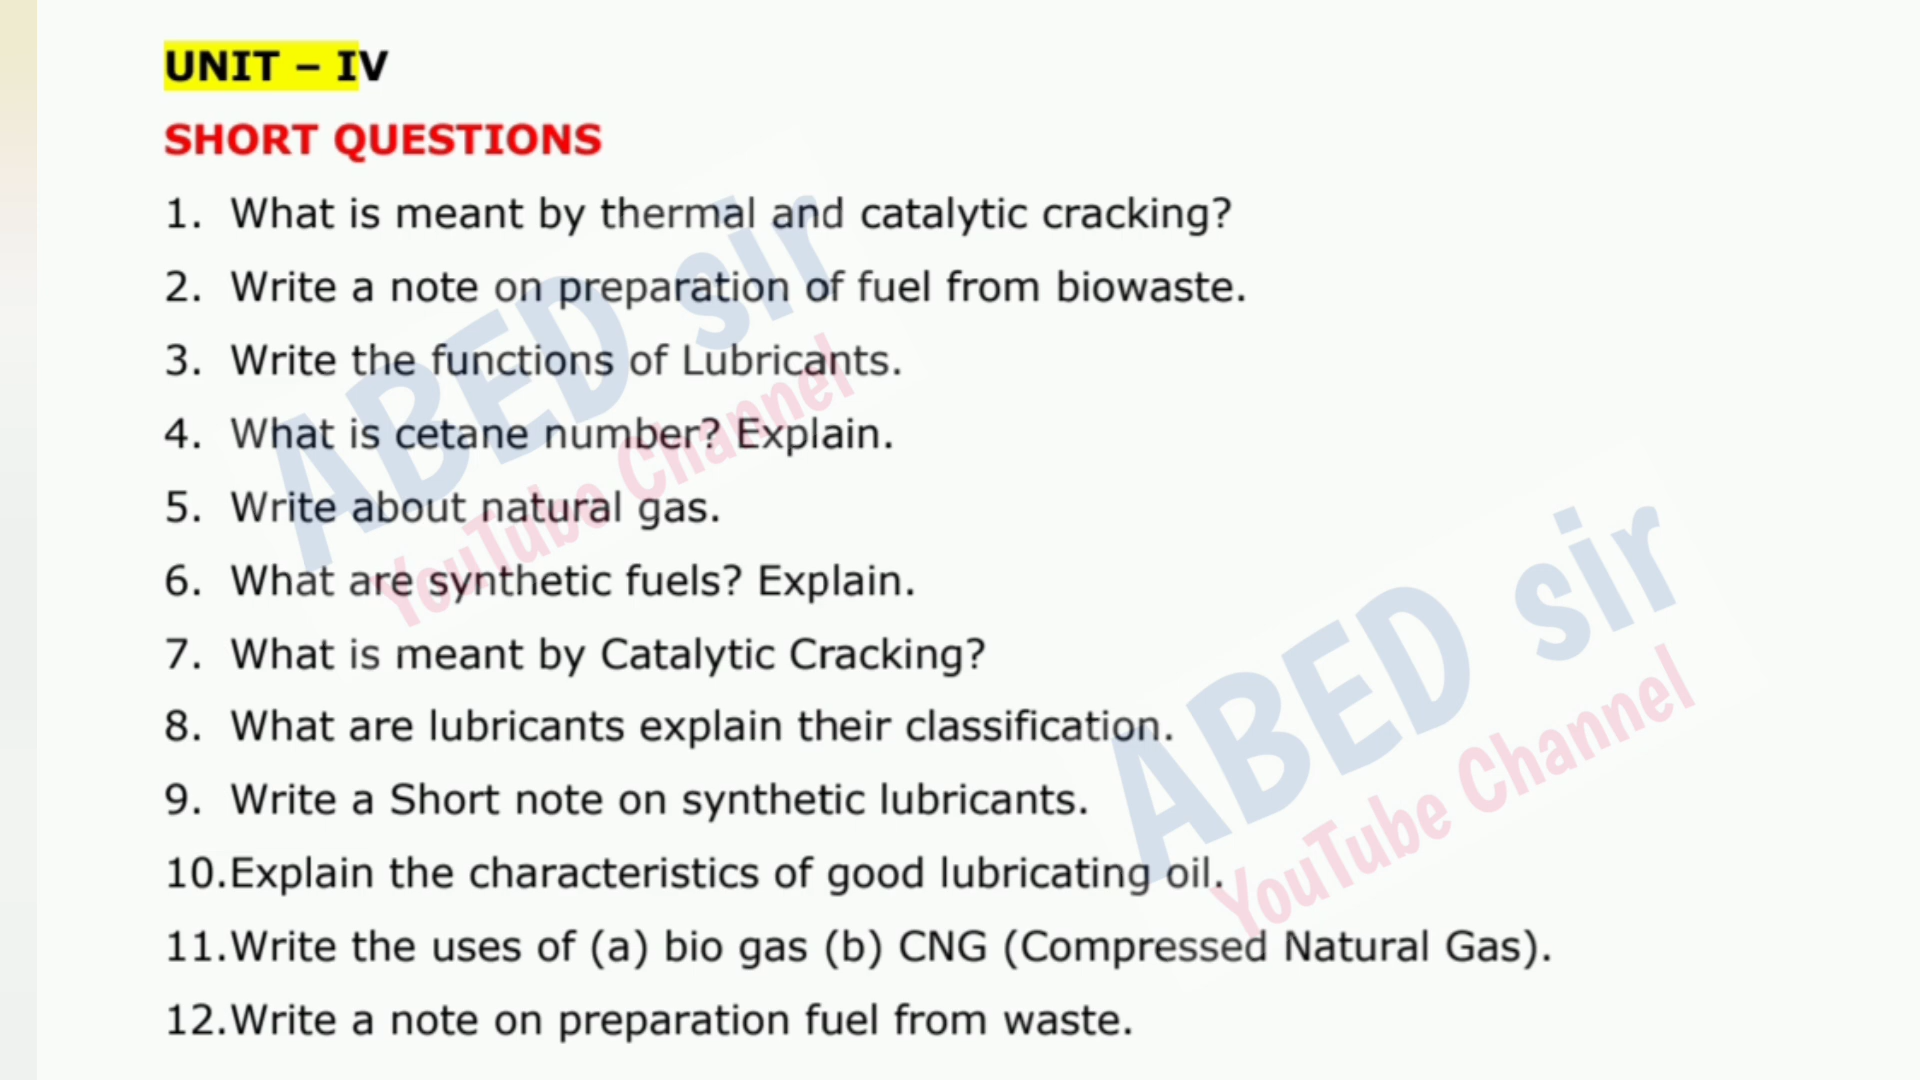 UNIT – IV
SHORT QUESTIONS
1. What is meant by thermal and catalytic cracking?
2. Write a note on preparation of fuel from biowaste.
3. Write the functions of Lubricants.
4. What is cetane number? Explain.
5. Write about natural gas.
6. What are synthetic fuels? Explain.
7. What is meant by Catalytic Cracking?
8. What are lubricants explain their classification.
9. Write a Short note on synthetic lubricants.
10.Explain the characteristics of good lubricating oil.
11.Write the uses of (a) bio gas (b) CNG (Compressed Natural Gas).
12.Write a note on preparation fuel from waste.
ABED sir
YouTube Channel
ABED sir
YouTube Channel